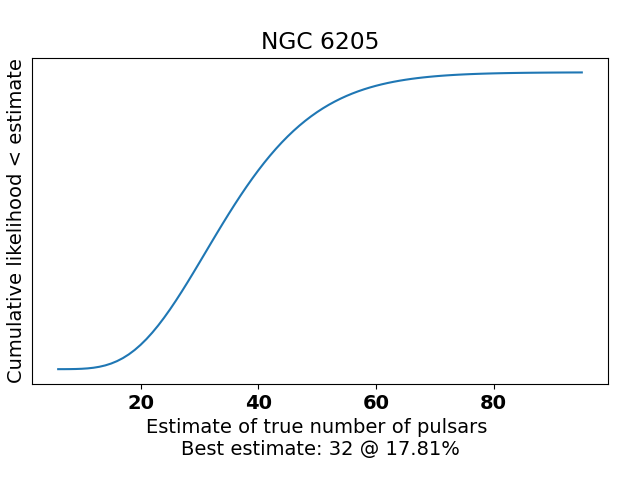 NGC 6205
Cumulative likelihood < estimate
20 40 60 80
Estimate of true number of pulsars
Best estimate: 32 @ 17.81%